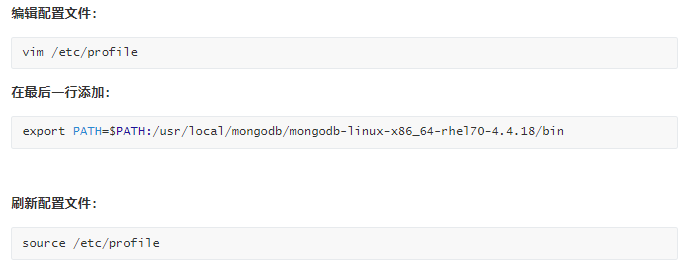 编辑配置文件：
vim /etc/profile
在最后一行添加：
export PATH=$PATH:/usr/local/mongodb/mongodb-linux-x86_64-rhel70-4.4.18/bin
刷新配置文件：
source /etc/profile